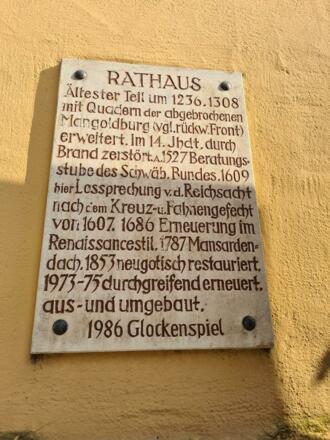 RATHAUS
Ältester Teil um 1236. 1308
mit Quadern der abgebrochenen
Mangoldburg (vgl. rückw. Front)
erweitert. Im 14. Jhdt. durch
Brand zerstört. A. 1527 Beratungs-
stube des Schwäb. Bundes. 1609
hier Lossprechung v. d. Reichsacht
nach dem Kreuz- u. Fahnengefecht
von 1607. 1686 Erneuerung im
Renaissancestil. 1787 Mansarden-
dach. 1853 neugotisch restauriert.
1973-75 durchgreifend erneuert,
aus- und umgebaut.
1986 Glockenspiel